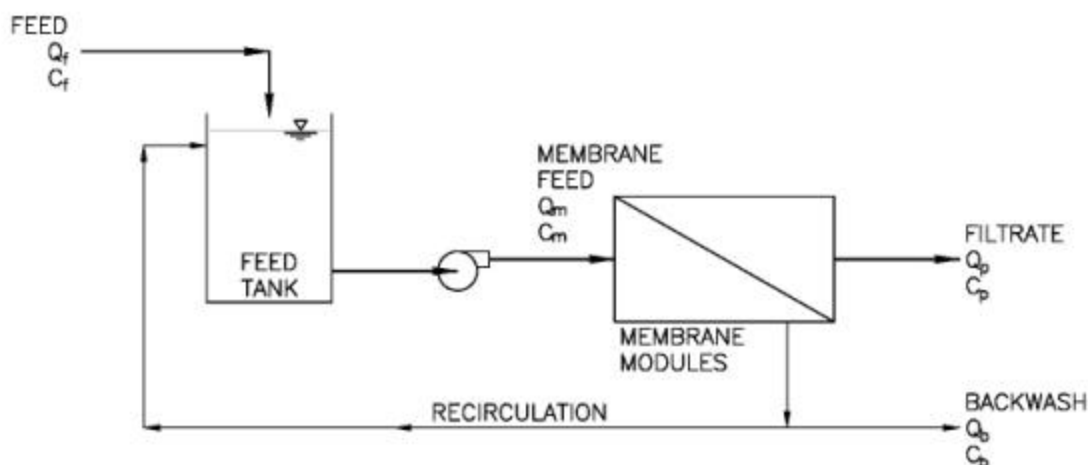 FEED
Qf
Cf
MEMBRANE
FEED
Qm
Cm
FEED
TANK
FILTRATE
Qp
Cp
MEMBRANE
MODULES
RECIRCULATION
BACKWASH
Qb
Cb